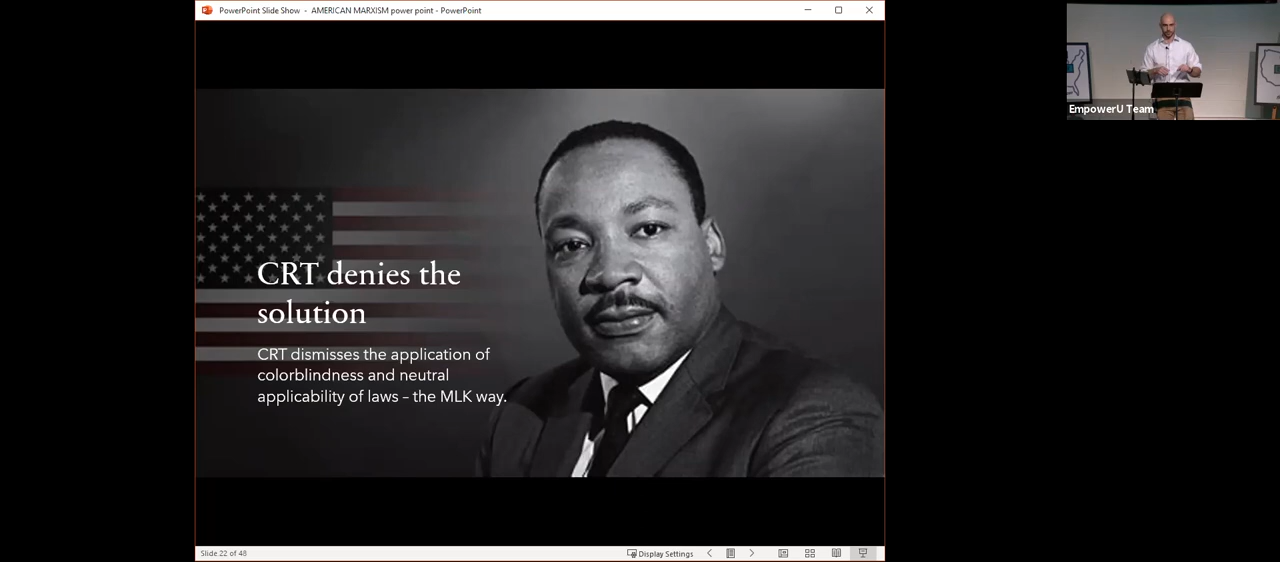 PowerPoint Slide Show - AMERICAN MARXISM power point - PowerPoint
EmpowerU Team
CRT denies the
solution
CRT dismisses the application of
colorblindness and neutral
applicability of laws – the MLK way.
Slide 22 of 48
Display Settings